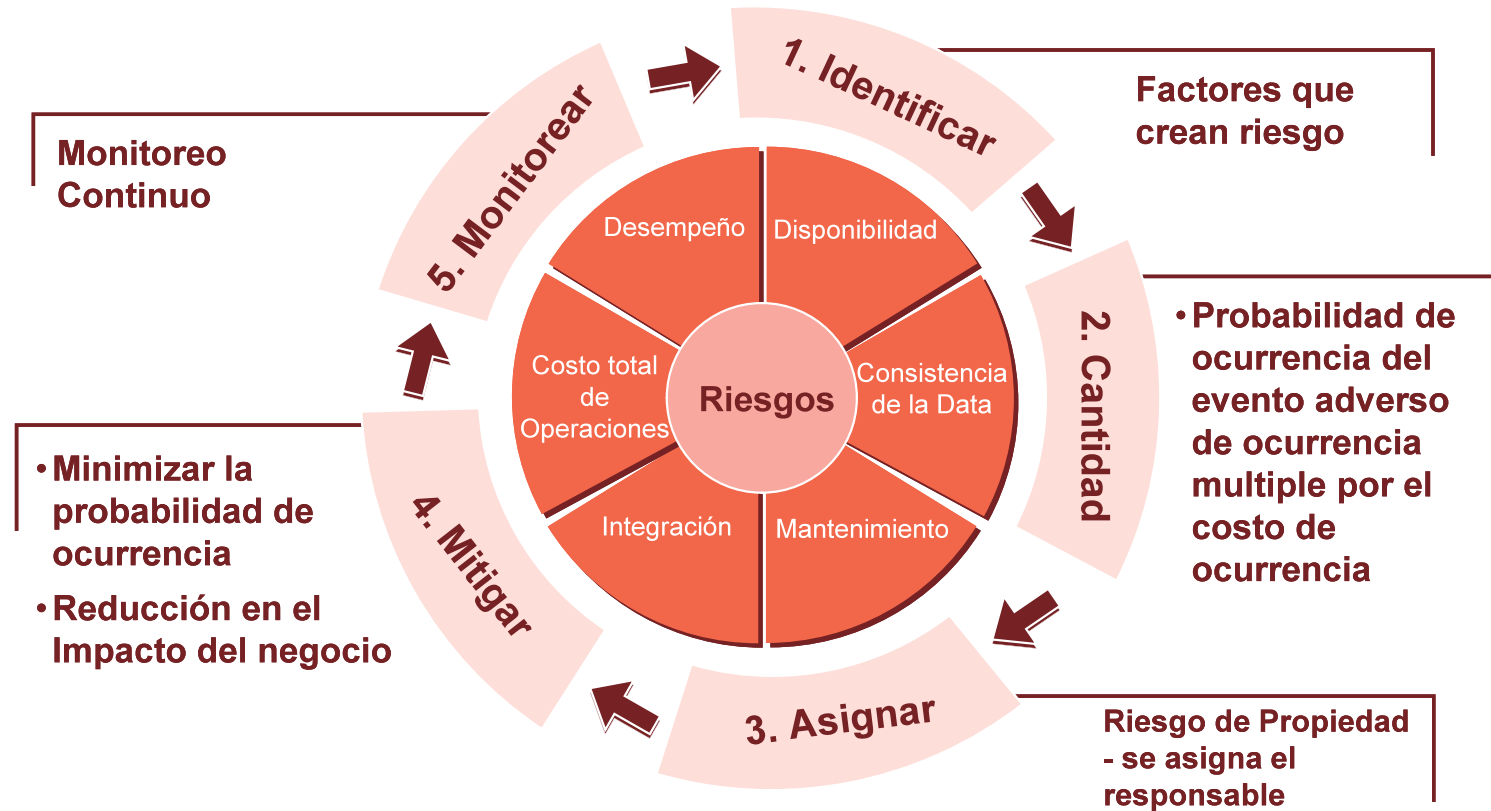 1. Identificar
Factores que
crean riesgo
2. Cantidad
• Probabilidad de
ocurrencia del
evento adverso
de ocurrencia
multiple por el
costo de
ocurrencia
3. Asignar
Riesgo de Propiedad
- se asigna el
responsable
4. Mitigar
• Minimizar la
probabilidad de
ocurrencia
• Reducción en el
Impacto del negocio
5. Monitorear
Monitoreo
Continuo
Riesgos
Disponibilidad
Consistencia
de la Data
Mantenimiento
Integración
Costo total
de
Operaciones
Desempeño